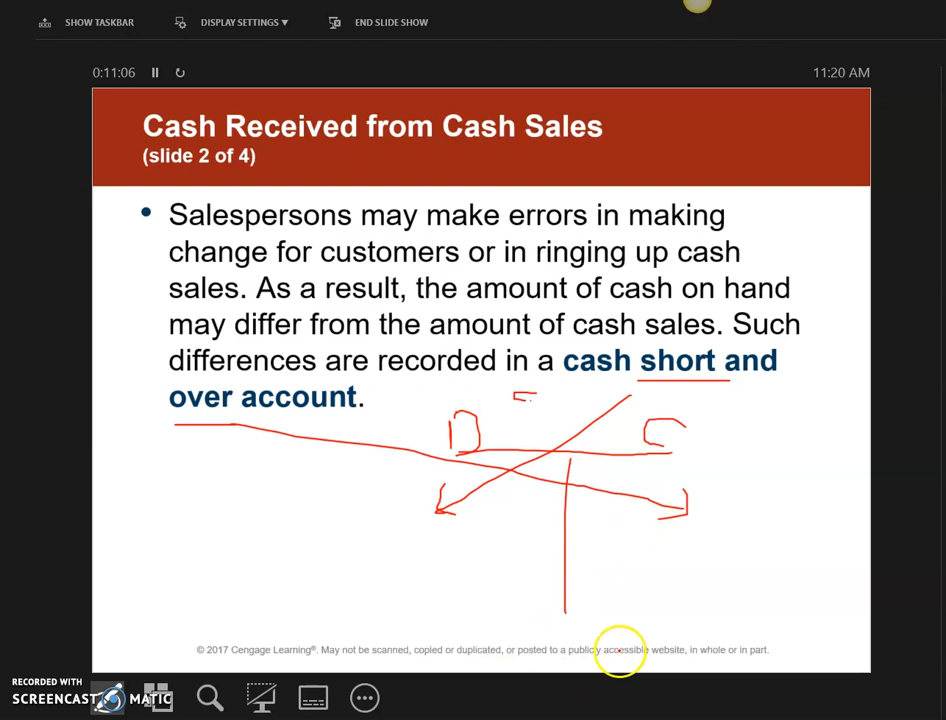 SHOW TASKBAR DISPLAY SETTINGS ▼ END SLIDE SHOW
0:11:06 11:20 AM
Cash Received from Cash Sales
(slide 2 of 4)
• Salespersons may make errors in making
change for customers or in ringing up cash
sales. As a result, the amount of cash on hand
may differ from the amount of cash sales. Such
differences are recorded in a cash short and
over account.
D C
© 2017 Cengage Learning®. May not be scanned, copied or duplicated, or posted to a publicly accessible website, in whole or in part.
RECORDED WITH
SCREENCAST MATIC